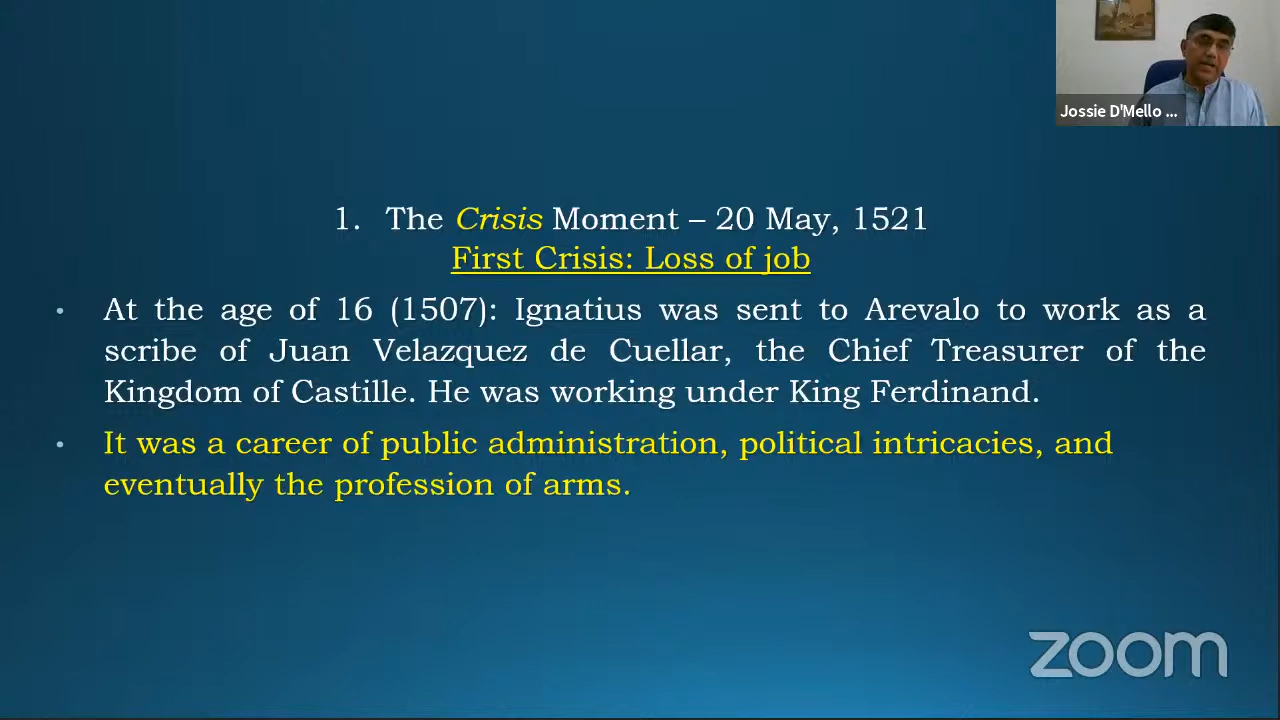 Jossie D'Mello ...
1. The Crisis Moment – 20 May, 1521
First Crisis: Loss of job
• At the age of 16 (1507): Ignatius was sent to Arevalo to work as a
scribe of Juan Velazquez de Cuellar, the Chief Treasurer of the
Kingdom of Castille. He was working under King Ferdinand.
• It was a career of public administration, political intricacies, and
eventually the profession of arms.
zoom